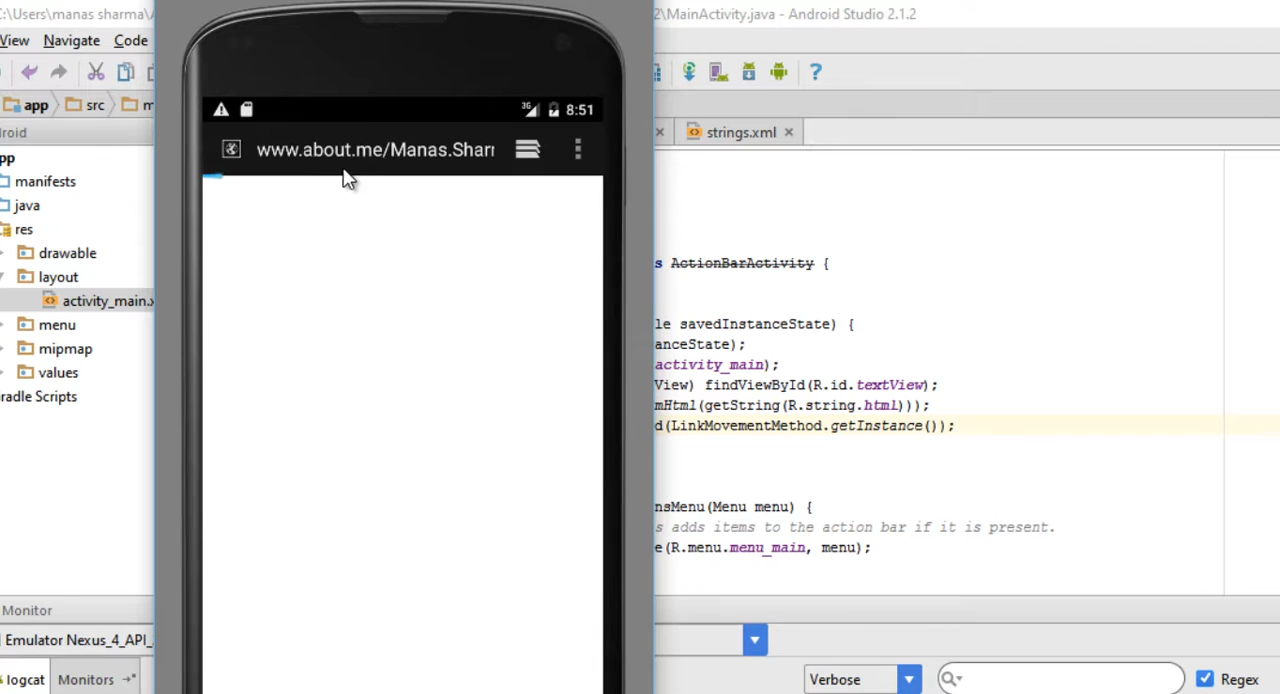 C:\Users\manas sharma\A
2\MainActivity.java - Android Studio 2.1.2
View Navigate Code
?
app src m
droid
strings.xml
pp
manifests
java
res
drawable
layout
activity_main.x
menu
mipmap
values
radle Scripts
3G 8:51
www.about.me/Manas.Shar
s ActionBarActivity {
le savedInstanceState) {
anceState);
activity_main);
View) findViewById(R.id.textView);
mHtml(getString(R.string.html)));
d(LinkMovementMethod.getInstance());
nsMenu(Menu menu) {
s adds items to the action bar if it is present.
e(R.menu.menu_main, menu);
Monitor
Emulator Nexus_4_API_
logcat Monitors
Verbose
Regex